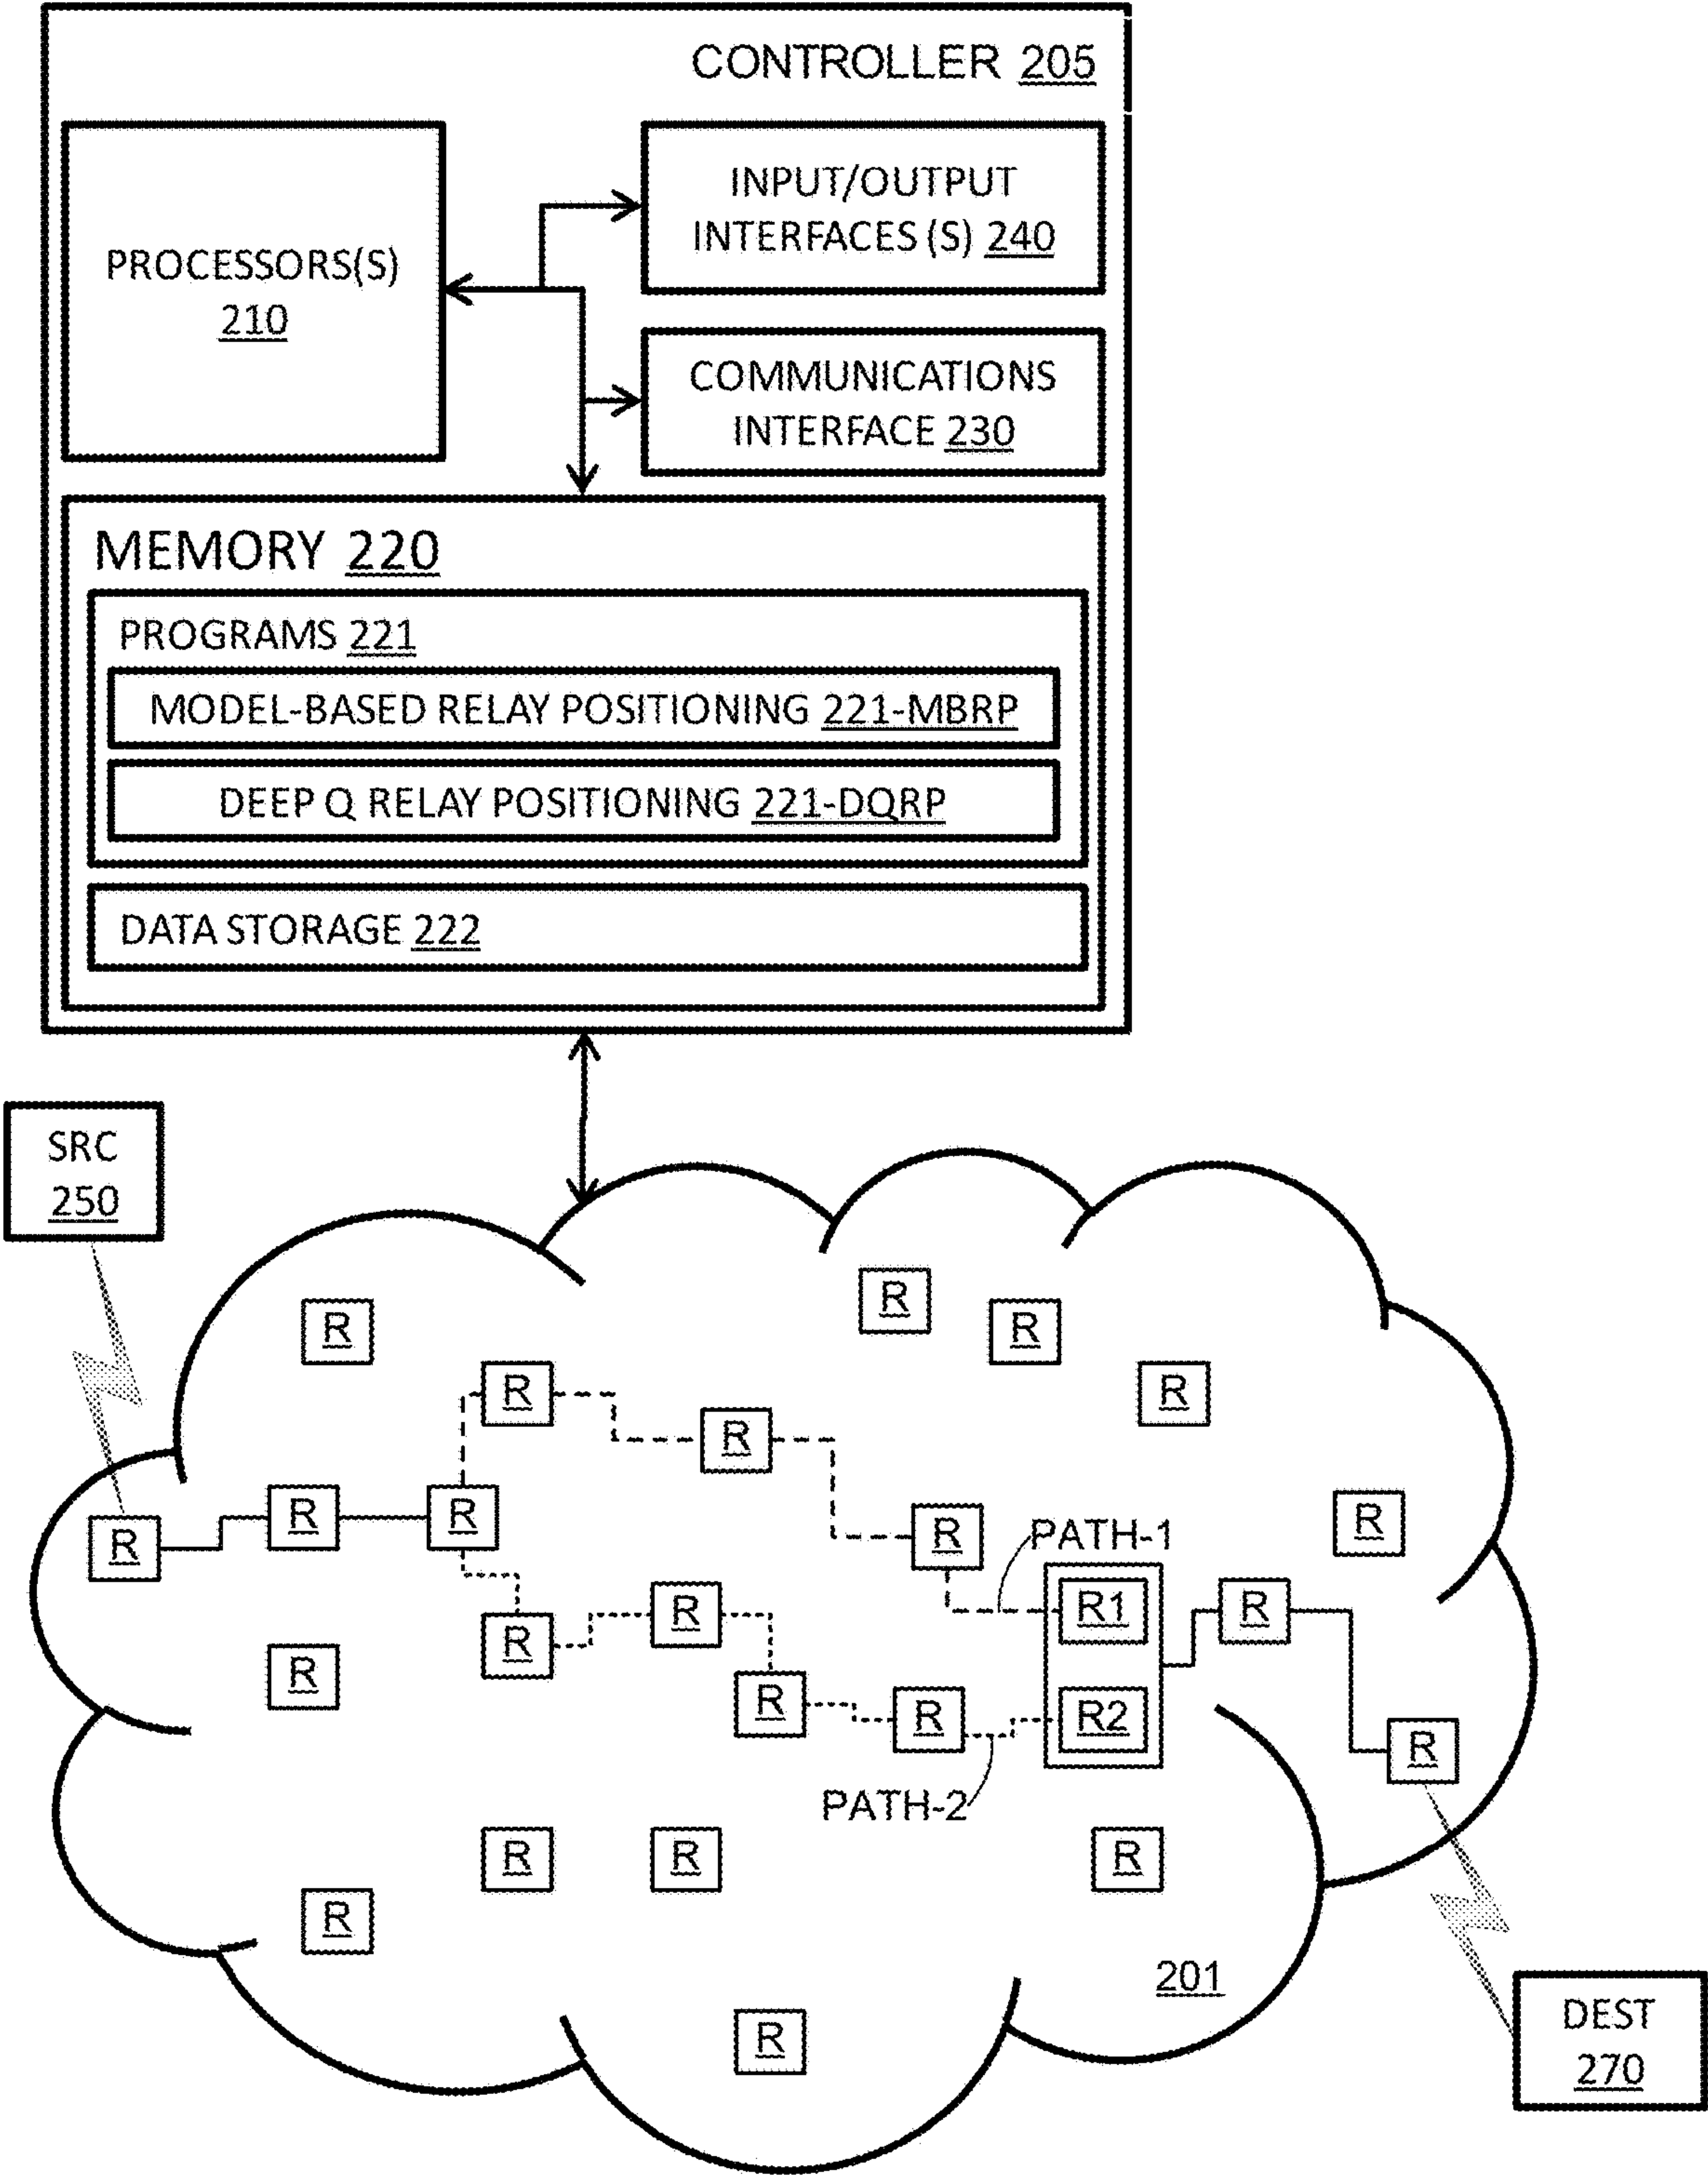 CONTROLLER 205
PROCESSORS(S)
210
INPUT/OUTPUT
INTERFACES (S) 240
COMMUNICATIONS
INTERFACE 230
MEMORY 220
PROGRAMS 221
MODEL-BASED RELAY POSITIONING 221-MBRP
DEEP Q RELAY POSITIONING 221-DQRP
DATA STORAGE 222
SRC
250
R
R
R
R
R
R
R
R
R
R
R
R
PATH-1
R1
R
R
R
R
R
R
R2
R
PATH-2
R
R
R
R
201
R
DEST
270